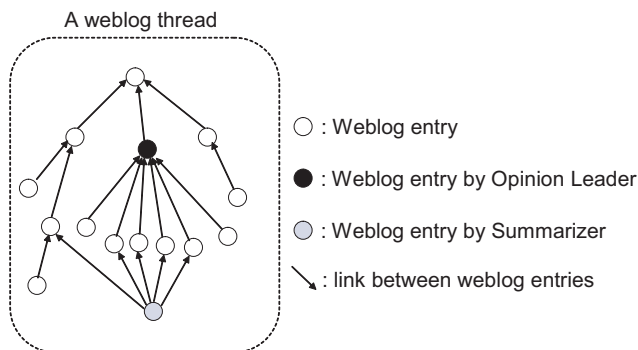 A weblog thread
: Weblog entry
: Weblog entry by Opinion Leader
: Weblog entry by Summarizer
: link between weblog entries